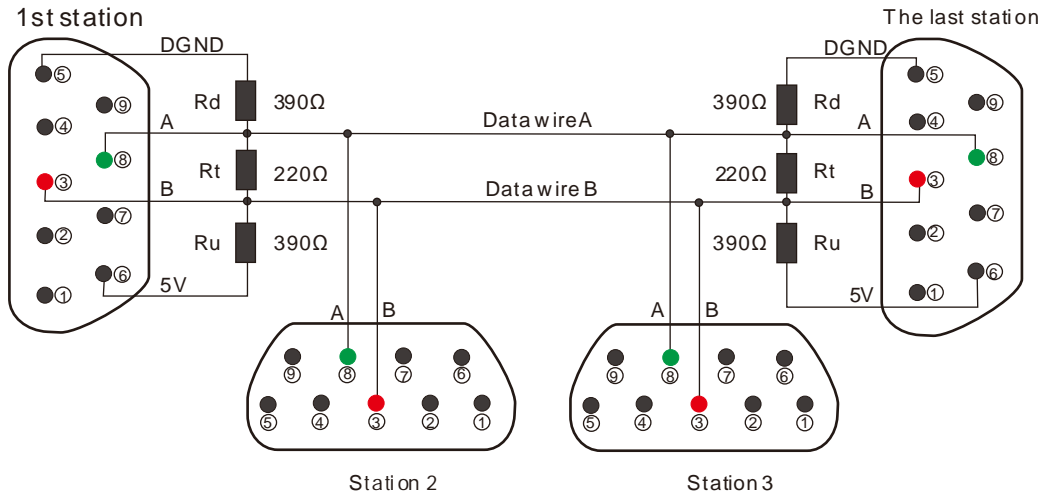 1st station
The last station
DGND
DGND
⑤
⑤
⑨
⑨
Rd 390Ω
390Ω Rd
④
④
A
Data wire A
A
⑧
⑧
Rt 220Ω
220Ω Rt
③
③
B
Data wire B
B
⑦
⑦
②
②
Ru 390Ω
390Ω Ru
⑥
⑥
5V
5V
①
①
A B
A B
⑨ ⑧ ⑦ ⑥
⑨ ⑧ ⑦ ⑥
⑤ ④ ③ ② ①
⑤ ④ ③ ② ①
Station 2
Station 3